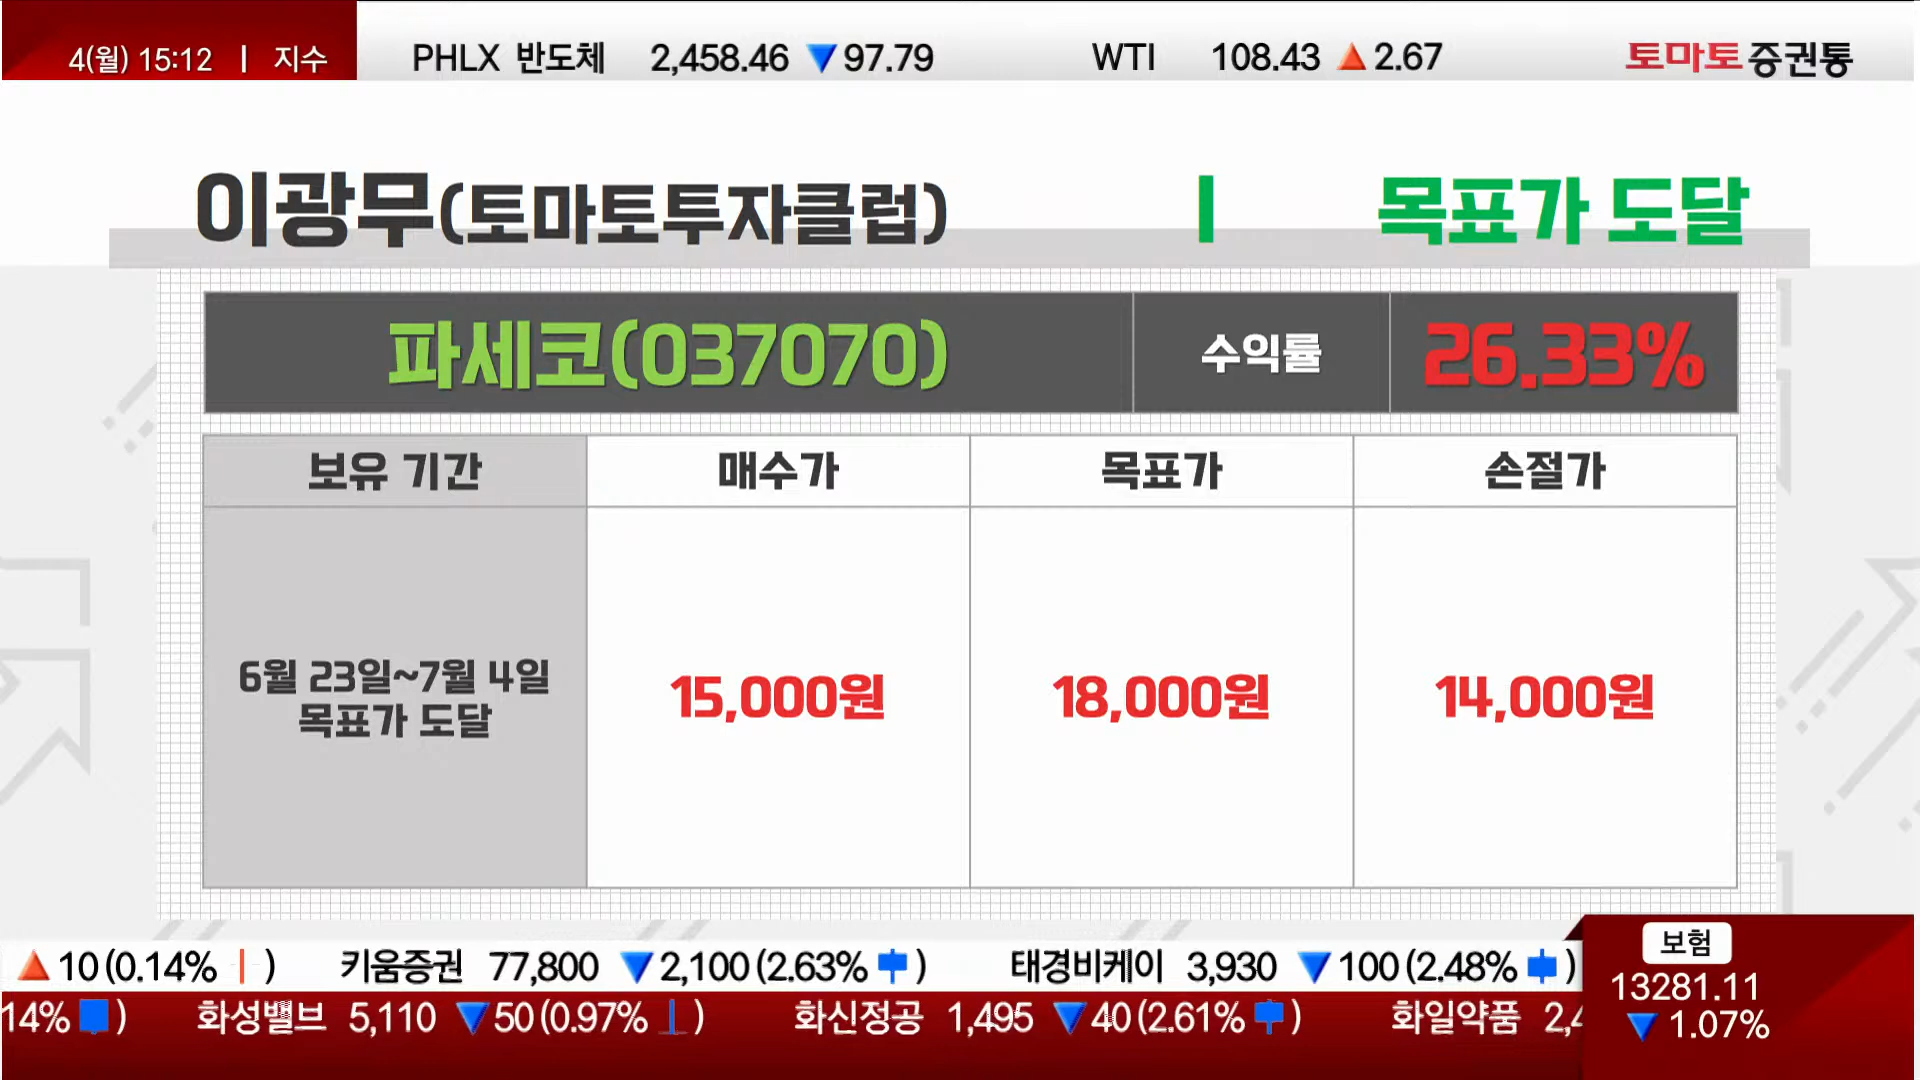 4(월) 15:12 | 지수 PHLX 반도체 2,458.46 ▼97.79 WTI 108.43 ▲2.67 토마토증권통
이광무(토마토투자클럽) | 목표가 도달
파세코(037070) 수익률 26.33%
보유 기간 매수가 목표가 손절가
6월 23일~7월 4일
목표가 도달
15,000원 18,000원 14,000원
▲10(0.14% ) 키움증권 77,800 ▼2,100(2.63% ) 태경비케이 3,930 ▼100(2.48% )
14% ) 화성밸브 5,110 ▼50(0.97% ) 화신정공 1,495 ▼40(2.61% ) 화일약품 2,4
보험
13281.11
▼1.07%